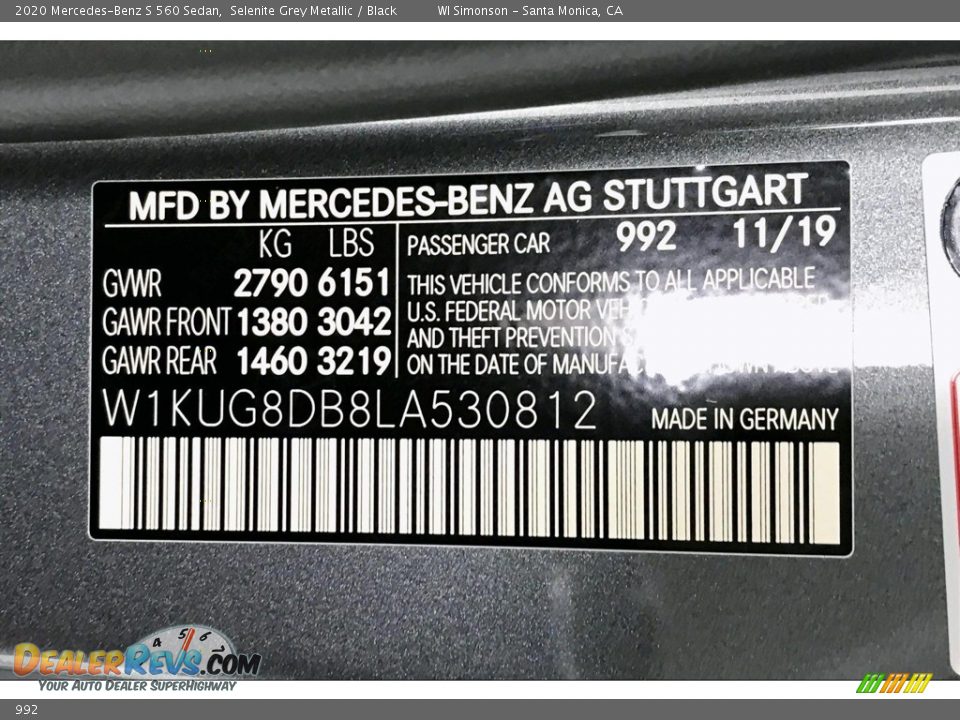 2020 Mercedes-Benz S 560 Sedan, Selenite Grey Metallic / Black WI Simonson - Santa Monica, CA
MFD BY MERCEDES-BENZ AG STUTTGART
KG LBS
GVWR 2790 6151
GAWR FRONT 1380 3042
GAWR REAR 1460 3219
PASSENGER CAR 992 11/19
THIS VEHICLE CONFORMS TO ALL APPLICABLE
U.S. FEDERAL MOTOR
AND THEFT PREVENTION
ON THE DATE OF
W1KUG8DB8LA530812
MADE IN GERMANY
4 5 6
DEALERREVS.COM
YOUR AUTO DEALER SUPERHIGHWAY
992